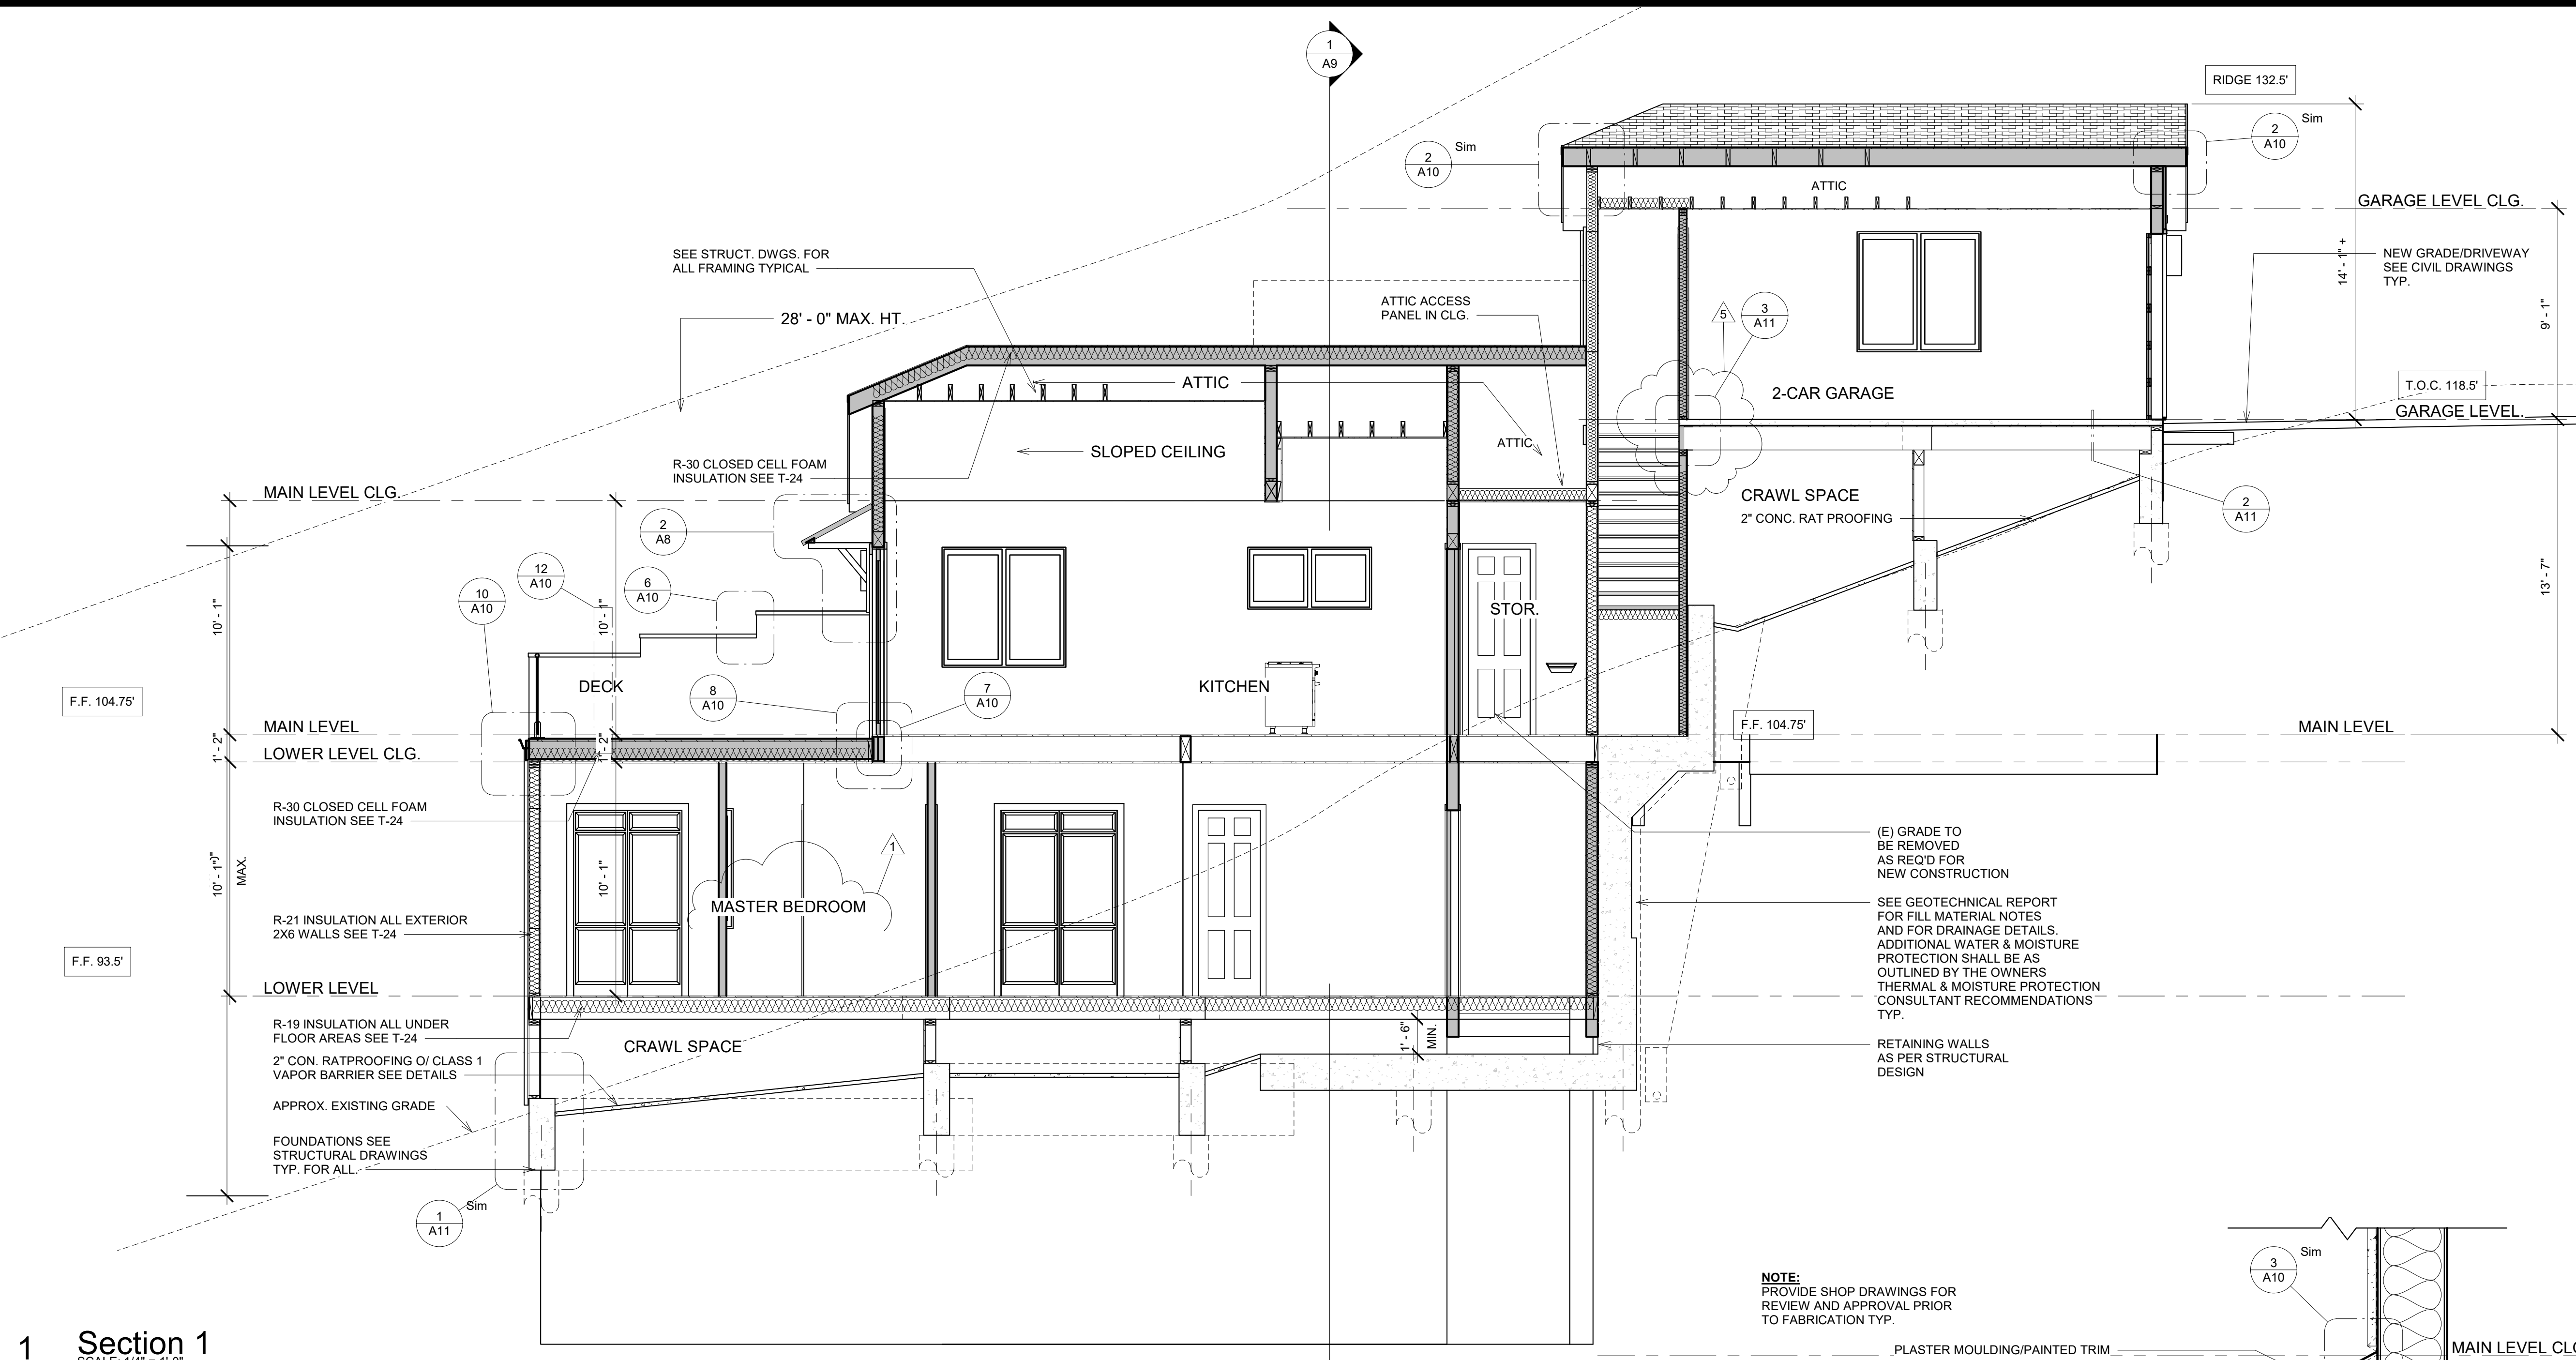 1
A9
RIDGE 132.5'
2
A10
Sim
2
A10
Sim
ATTIC
GARAGE LEVEL CLG.
14' - 1" +
9' - 1"
NEW GRADE/DRIVEWAY
SEE CIVIL DRAWINGS
TYP.
SEE STRUCT. DWGS. FOR
ALL FRAMING TYPICAL
28' - 0" MAX. HT.
ATTIC ACCESS
PANEL IN CLG.
5
3
A11
2-CAR GARAGE
T.O.C. 118.5'
GARAGE LEVEL.
ATTIC
ATTIC
SLOPED CEILING
R-30 CLOSED CELL FOAM
INSULATION SEE T-24
MAIN LEVEL CLG.
2
A8
CRAWL SPACE
2" CONC. RAT PROOFING
2
A11
13' - 7"
12
A10
6
A10
10
A10
10' - 1"
10' - 1"
STOR.
DECK
8
A10
7
A10
KITCHEN
F.F. 104.75'
MAIN LEVEL
LOWER LEVEL CLG.
1' - 2"
1' - 2"
F.F. 104.75'
MAIN LEVEL
R-30 CLOSED CELL FOAM
INSULATION SEE T-24
MAX.
10' - 1"
1
MASTER BEDROOM
R-21 INSULATION ALL EXTERIOR
2X6 WALLS SEE T-24
F.F. 93.5'
LOWER LEVEL
(E) GRADE TO
BE REMOVED
AS REQ'D FOR
NEW CONSTRUCTION
SEE GEOTECHNICAL REPORT
FOR FILL MATERIAL NOTES
AND FOR DRAINAGE DETAILS.
ADDITIONAL WATER & MOISTURE
PROTECTION SHALL BE AS
OUTLINED BY THE OWNERS
THERMAL & MOISTURE PROTECTION
CONSULTANT RECOMMENDATIONS
TYP.
R-19 INSULATION ALL UNDER
FLOOR AREAS SEE T-24
CRAWL SPACE
1' - 6"
MIN.
RETAINING WALLS
AS PER STRUCTURAL
DESIGN
2" CON. RATPROOFING O/ CLASS 1
VAPOR BARRIER SEE DETAILS
APPROX. EXISTING GRADE
FOUNDATIONS SEE
STRUCTURAL DRAWINGS
TYP. FOR ALL.
1
A11
Sim
3
A10
Sim
NOTE:
PROVIDE SHOP DRAWINGS FOR
REVIEW AND APPROVAL PRIOR
TO FABRICATION TYP.
PLASTER MOULDING/PAINTED TRIM
MAIN LEVEL CLG
1
Section 1